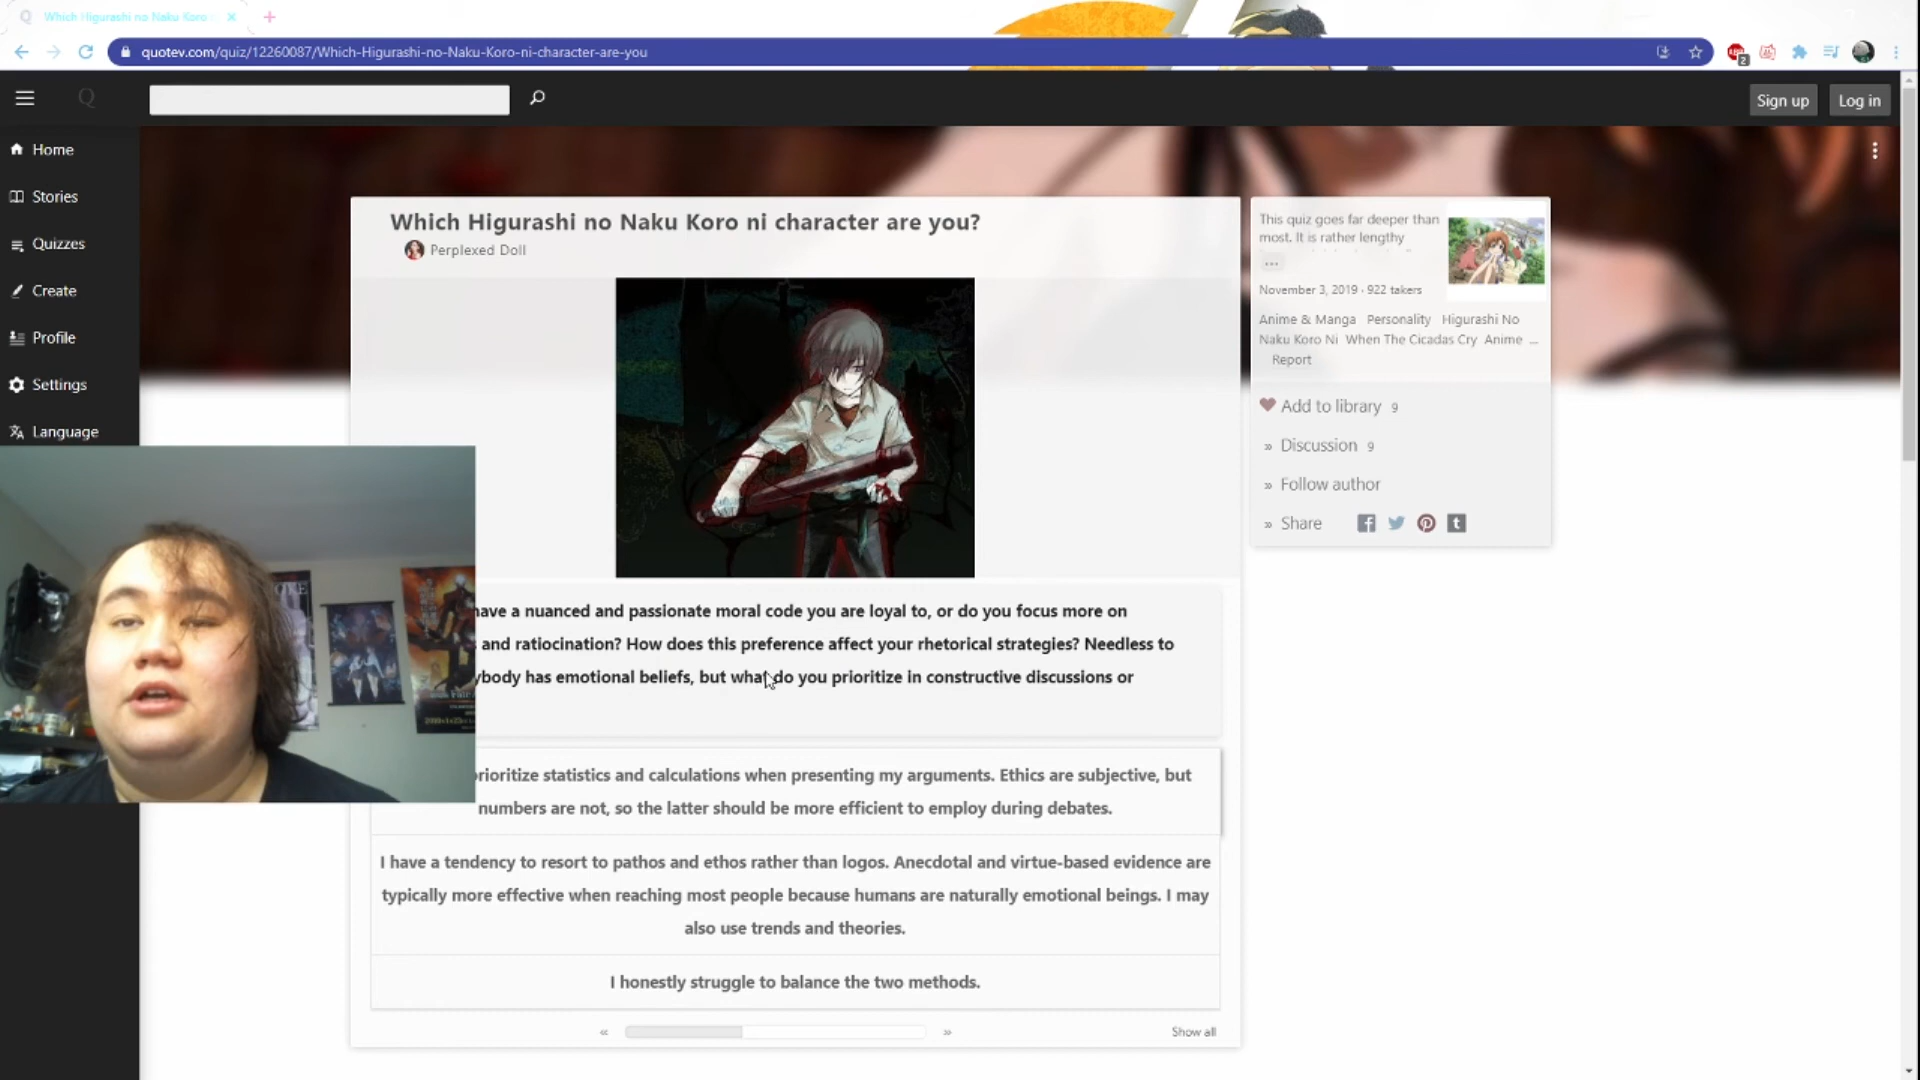 Which Higurashi no Naku Koro
quotev.com/quiz/12260087/Which-Higurashi-no-Naku-Koro-ni-character-are-you
2
Q
Sign up
Log in
Home
Stories
Quizzes
Create
Profile
Settings
Language
Which Higurashi no Naku Koro ni character are you?
Perplexed Doll
have a nuanced and passionate moral code you are loyal to, or do you focus more on
and ratiocination? How does this preference affect your rhetorical strategies? Needless to
ybody has emotional beliefs, but what do you prioritize in constructive discussions or
rioritize statistics and calculations when presenting my arguments. Ethics are subjective, but
numbers are not, so the latter should be more efficient to employ during debates.
I have a tendency to resort to pathos and ethos rather than logos. Anecdotal and virtue-based evidence are
typically more effective when reaching most people because humans are naturally emotional beings. I may
also use trends and theories.
I honestly struggle to balance the two methods.
«
»
Show all
This quiz goes far deeper than
most. It is rather lengthy
...
November 3, 2019 · 922 takers
Anime & Manga Personality Higurashi No
Naku Koro Ni When The Cicadas Cry Anime ...
Report
Add to library 9
» Discussion 9
» Follow author
» Share